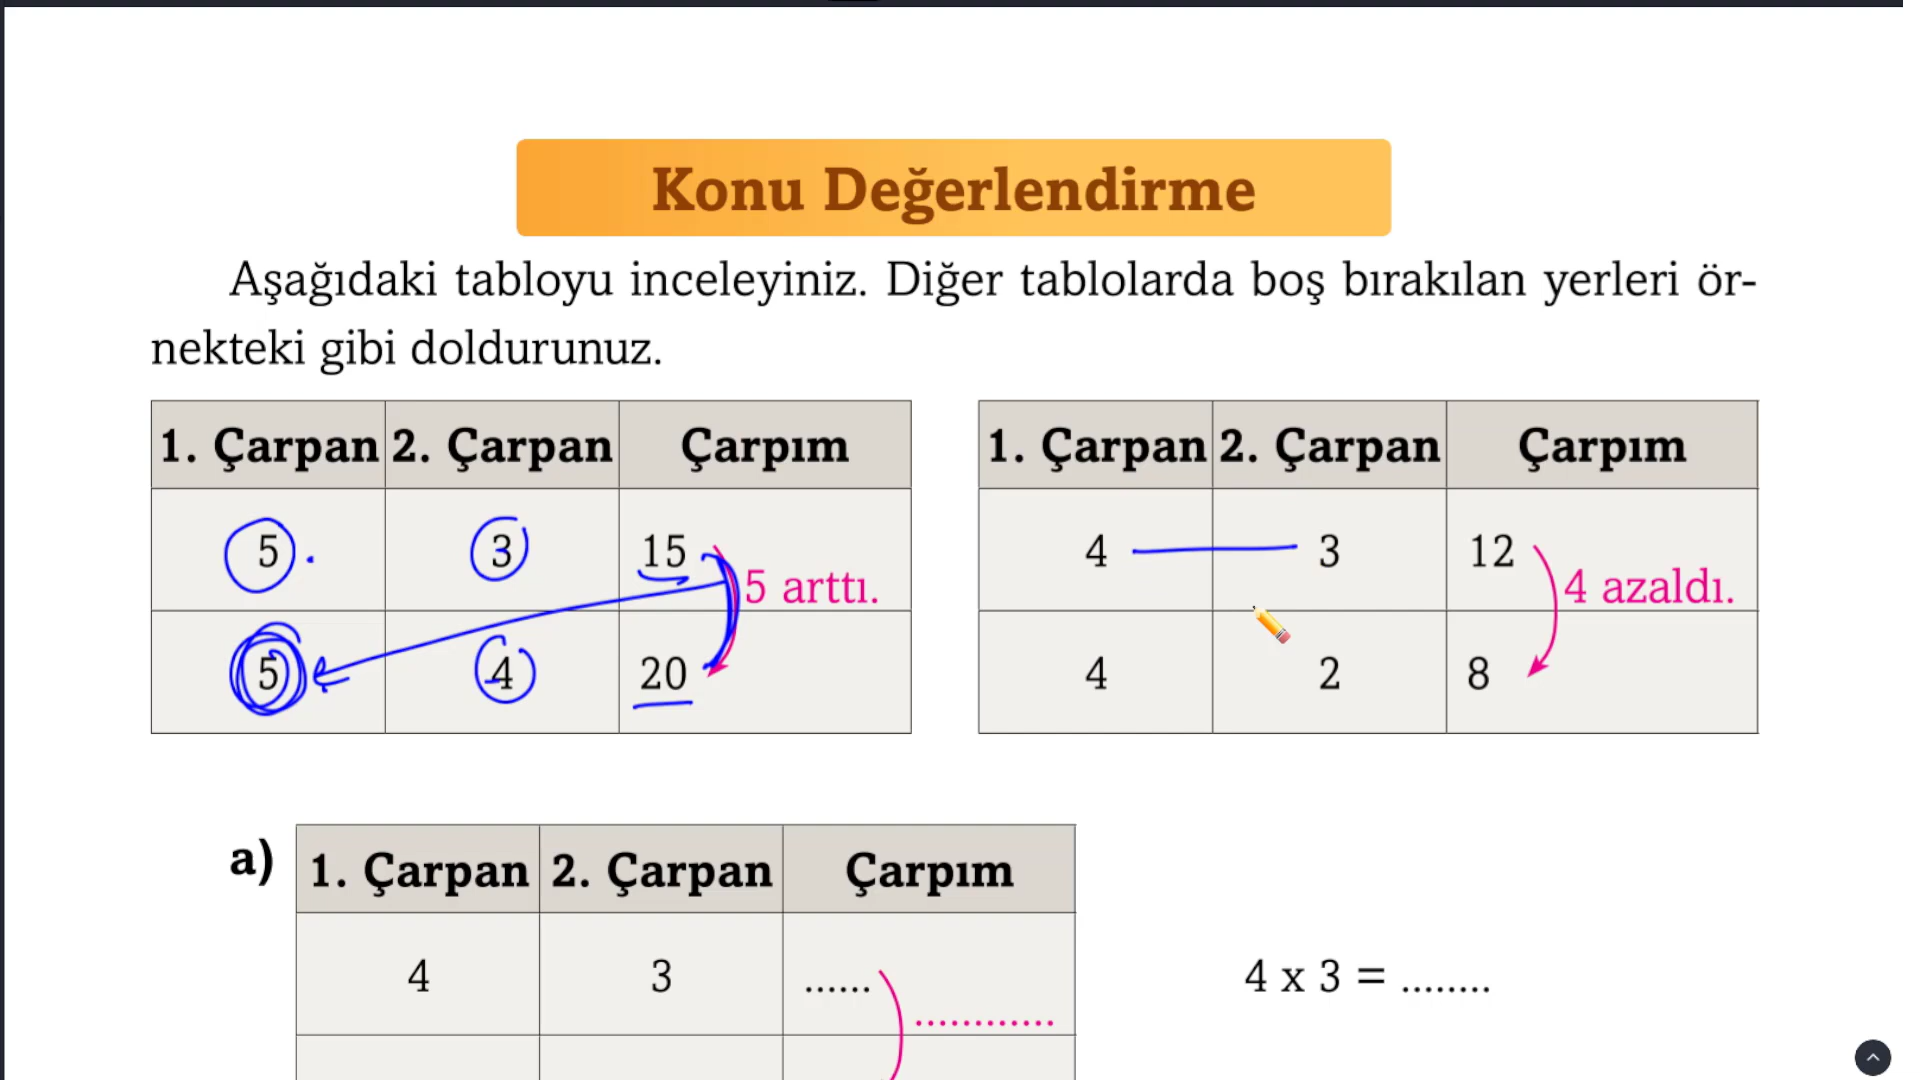 Konu Değerlendirme
Aşağıdaki tabloyu inceleyiniz. Diğer tablolarda boş bırakılan yerleri ör-
nekteki gibi doldurunuz.
1. Çarpan 2. Çarpan Çarpım
5 3 15
5 arttı.
5 4 20
1. Çarpan 2. Çarpan Çarpım
4 3 12
4 azaldı.
4 2 8
a) 1. Çarpan 2. Çarpan Çarpım
4 3 ......
............
4 x 3 = ........